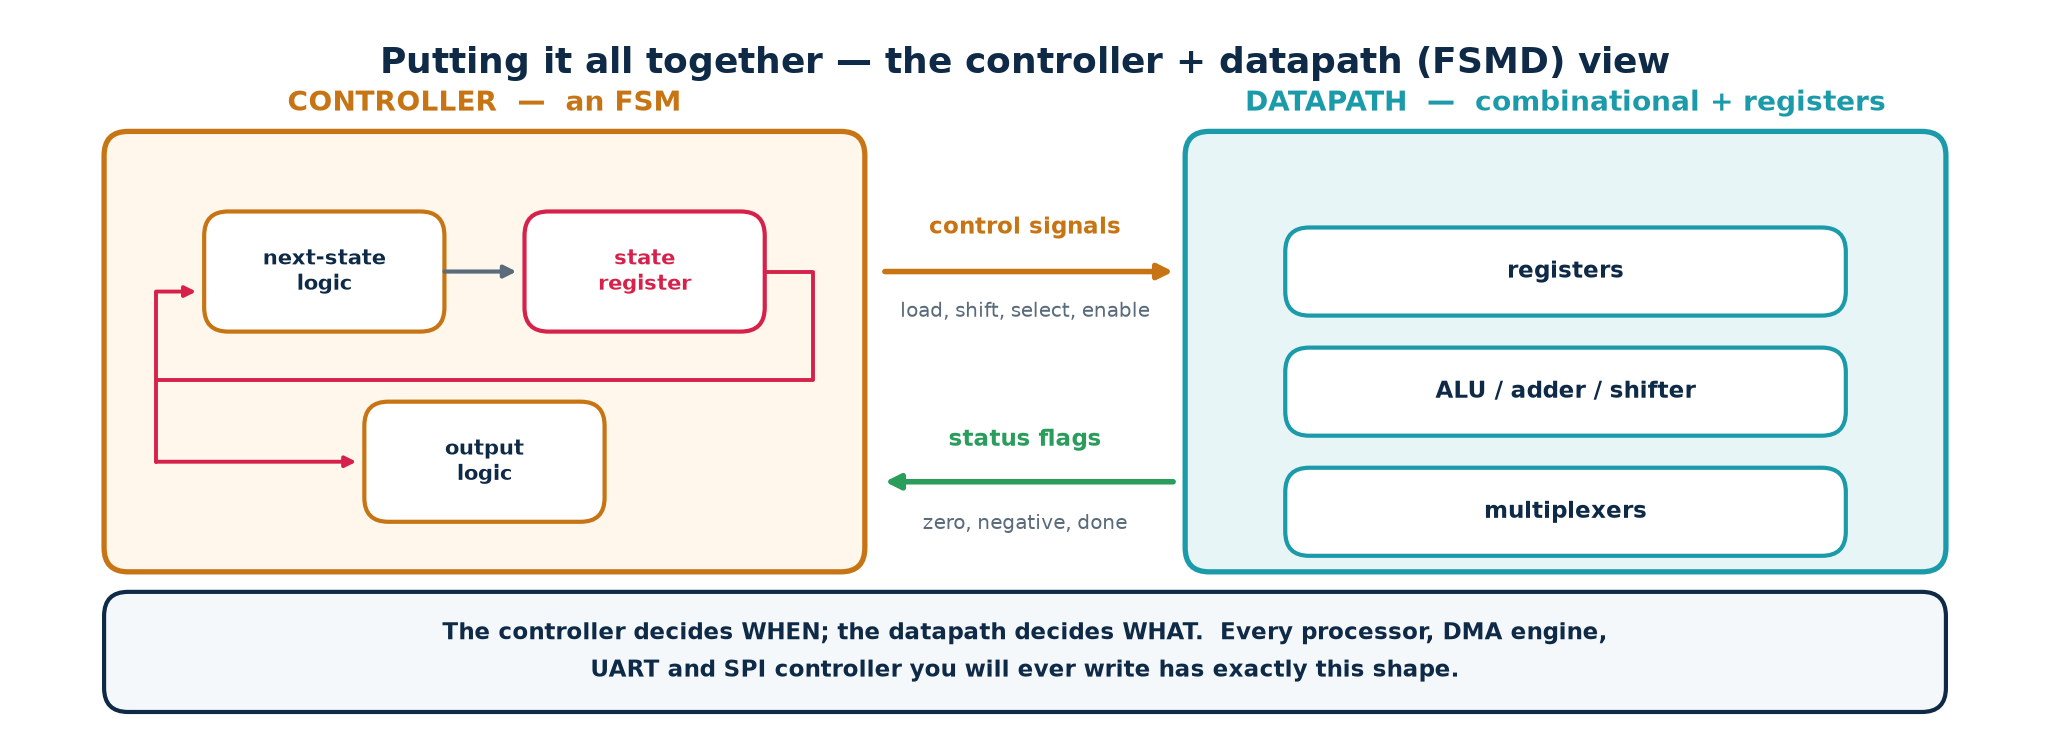 Putting it all together — the controller + datapath (FSMD) view
CONTROLLER — an FSM
DATAPATH — combinational + registers
next-state
logic
state
register
output
logic
control signals
load, shift, select, enable
status flags
zero, negative, done
registers
ALU / adder / shifter
multiplexers
The controller decides WHEN; the datapath decides WHAT. Every processor, DMA engine,
UART and SPI controller you will ever write has exactly this shape.